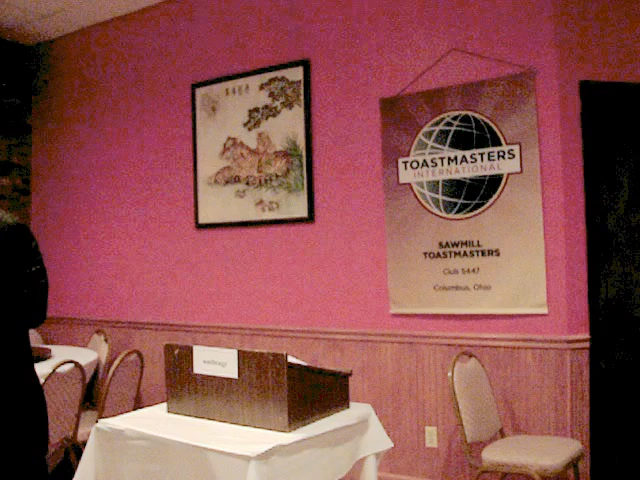 TOASTMASTERS
INTERNATIONAL
SAWMILL
TOASTMASTERS
Club 5447
Columbus, Ohio